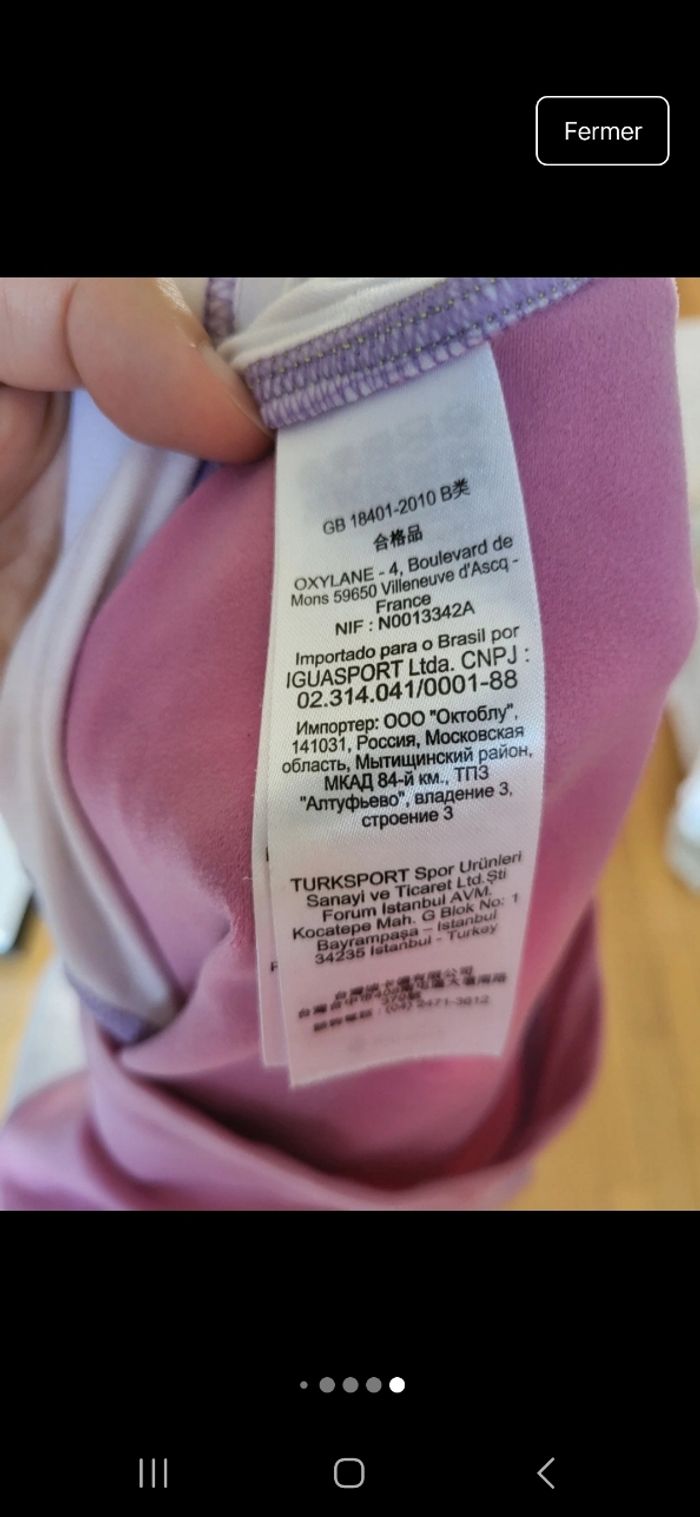 Fermer
GB 18401-2010 B类
合格品
OXYLANE - 4, Boulevard de
Mons 59650 Villeneuve d'Ascq -
France
NIF : N0013342A
Importado para o Brasil por
IGUASPORT Ltda. CNPJ :
02.314.041/0001-88
Импортер: ООО "Октоблу",
141031, Россия, Московская
область, Мытищинский район,
МКАД 84-й км., ТПЗ
"Алтуфьево", владение 3,
строение 3
TURKSPORT Spor Urünleri
Sanayi ve Ticaret Ltd.Şti
Forum Istanbul AVM.
Kocatepe Mah. G Blok No: 1
Bayrampaşa – Istanbul
34235 Istanbul - Turkey
(04) 2471-3612